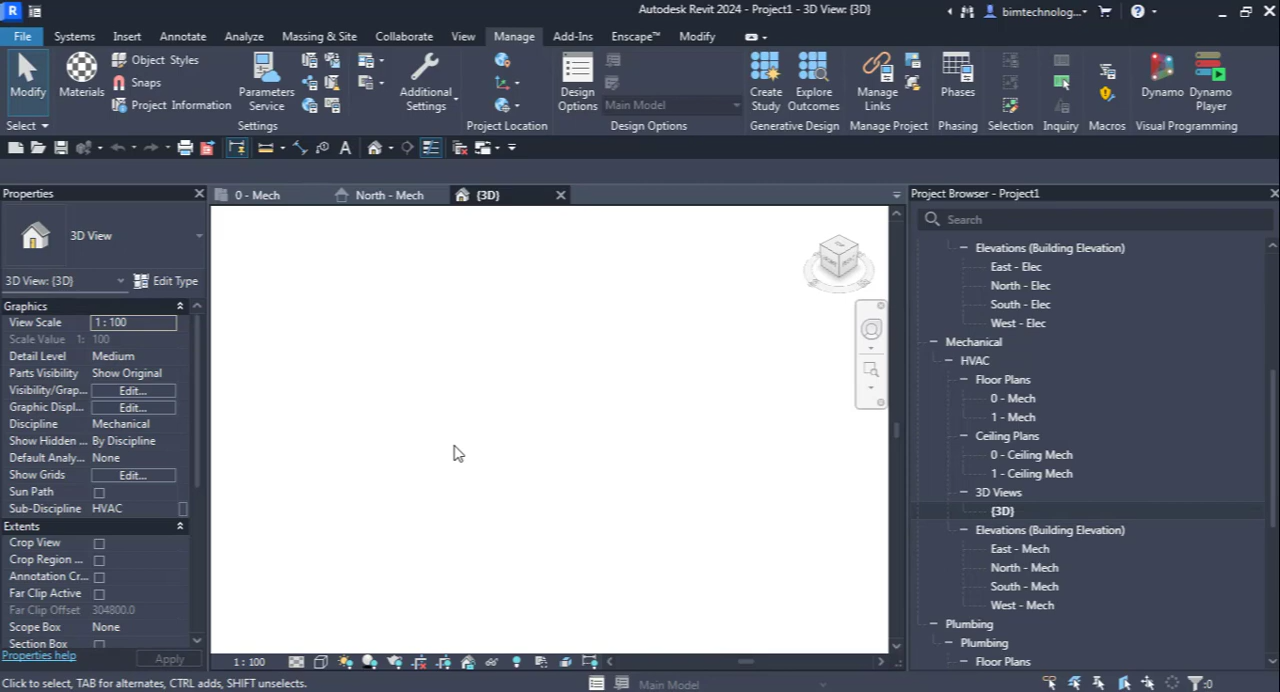 Autodesk Revit 2024 - Project1 - 3D View: {3D}
bimtechnolog...
File Systems Insert Annotate Analyze Massing & Site Collaborate View Manage Add-Ins Enscape™ Modify
Modify
Select
Materials
Object Styles
Snaps
Project Information
Parameters
Service
Settings
Additional
Settings
Project Location
Design
Options
Main Model
Design Options
Create
Study
Explore
Outcomes
Generative Design
Manage
Links
Manage Project
Phases
Phasing
Selection
Inquiry
Macros
Dynamo
Dynamo
Player
Visual Programming
Properties
3D View
3D View: {3D}
Edit Type
Graphics
View Scale 1 : 100
Scale Value 1: 100
Detail Level Medium
Parts Visibility Show Original
Visibility/Grap... Edit...
Graphic Displ... Edit...
Discipline Mechanical
Show Hidden ... By Discipline
Default Analy... None
Show Grids Edit...
Sun Path
Sub-Discipline HVAC
Extents
Crop View
Crop Region ...
Annotation Cr...
Far Clip Active
Far Clip Offset 304800.0
Scope Box None
Section Box
Properties help
Apply
0 - Mech
North - Mech
{3D}
1 : 100
Project Browser - Project1
Search
Elevations (Building Elevation)
East - Elec
North - Elec
South - Elec
West - Elec
Mechanical
HVAC
Floor Plans
0 - Mech
1 - Mech
Ceiling Plans
0 - Ceiling Mech
1 - Ceiling Mech
3D Views
{3D}
Elevations (Building Elevation)
East - Mech
North - Mech
South - Mech
West - Mech
Plumbing
Plumbing
Floor Plans
Click to select, TAB for alternates, CTRL adds, SHIFT unselects.
Main Model
:0